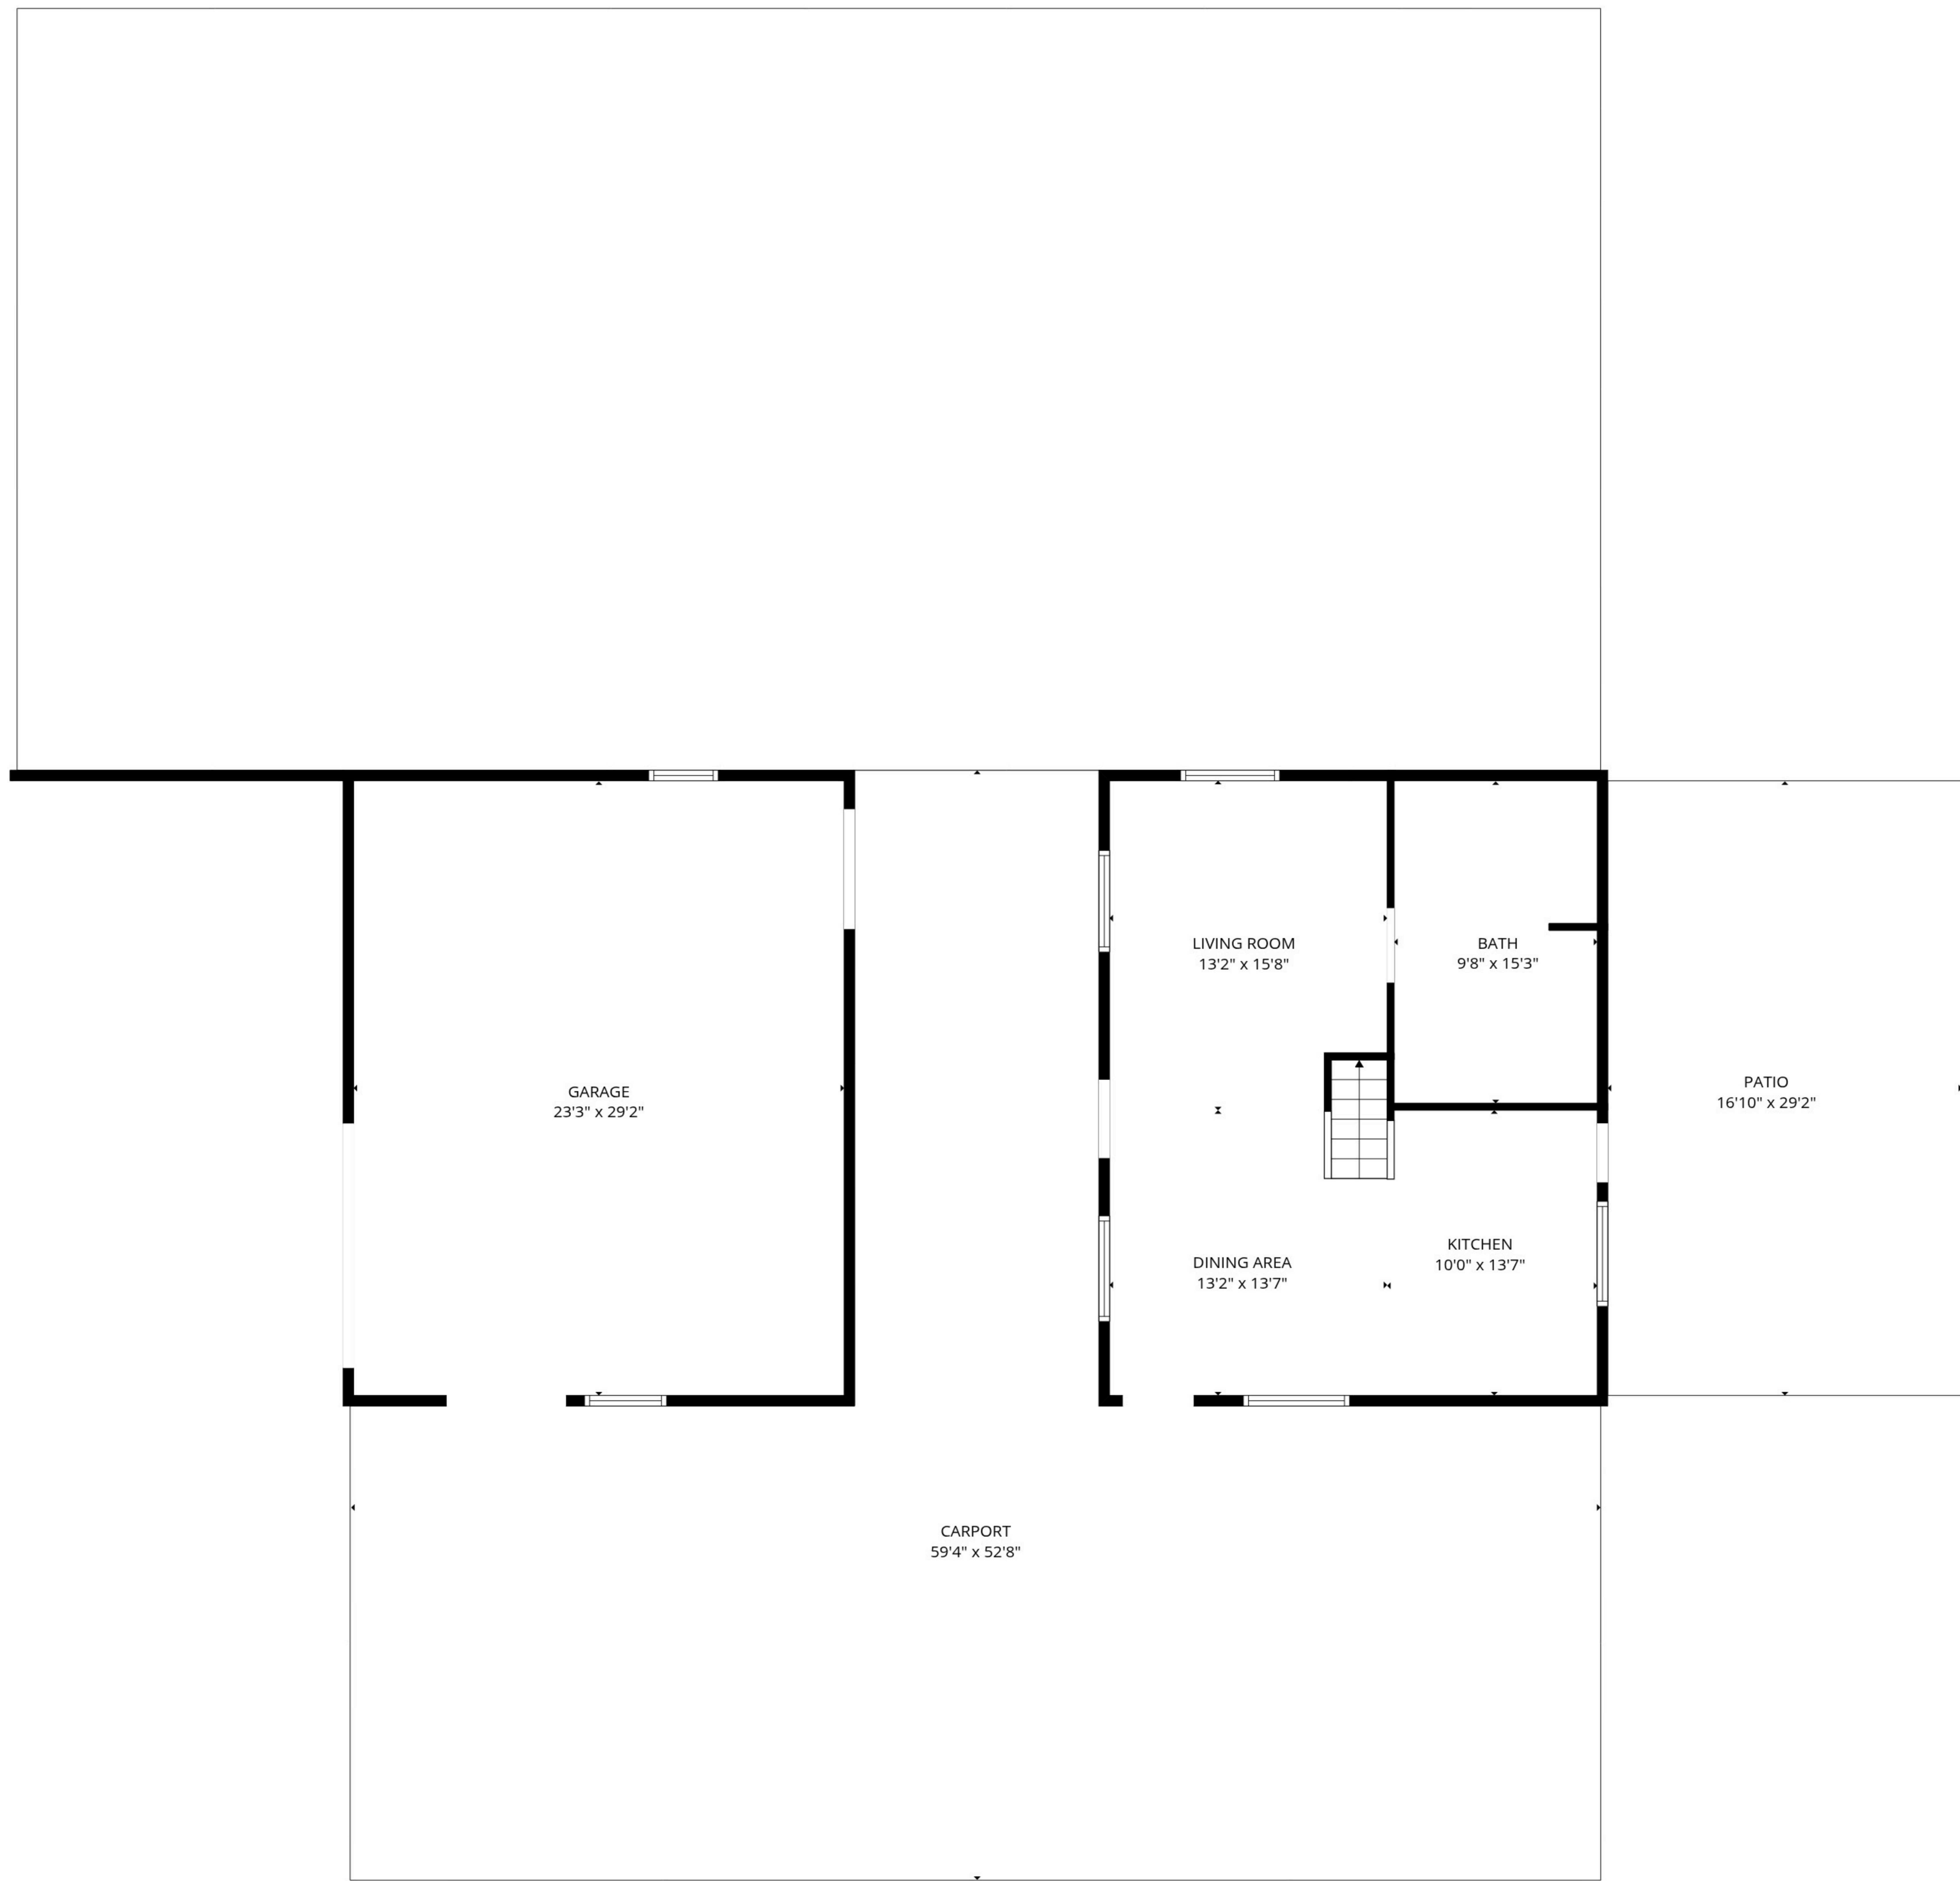 LIVING ROOM
13'2" x 15'8"
BATH
9'8" x 15'3"
GARAGE
23'3" x 29'2"
PATIO
16'10" x 29'2"
DINING AREA
13'2" x 13'7"
KITCHEN
10'0" x 13'7"
CARPORT
59'4" x 52'8"